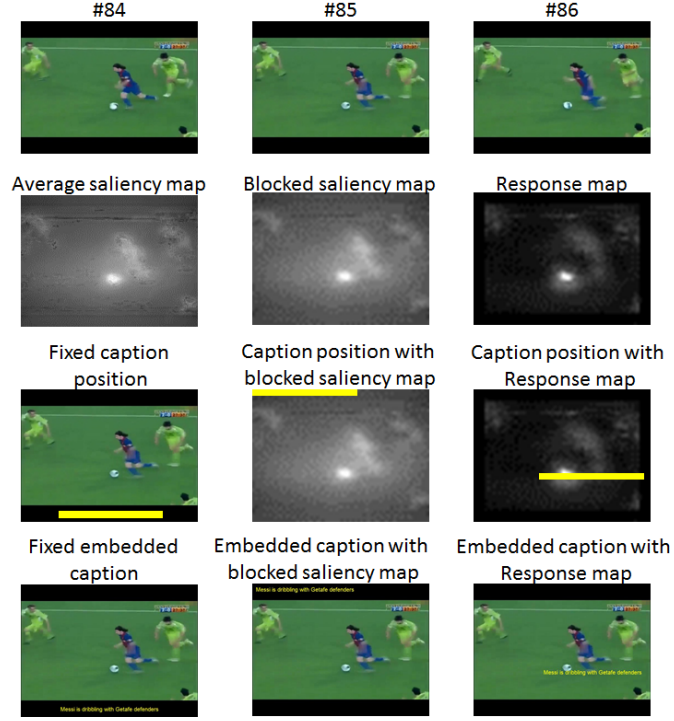 #84
#85
#86
Average saliency map
Blocked saliency map
Response map
Fixed caption
position
Caption position with
blocked saliency map
Caption position with
Response map
Fixed embedded
caption
Embedded caption with
blocked saliency map
Embedded caption with
Response map
Messi is dribbling with Getafe defenders
Messi is dribbling with Getafe defenders
Messi is dribbling with Getafe defenders